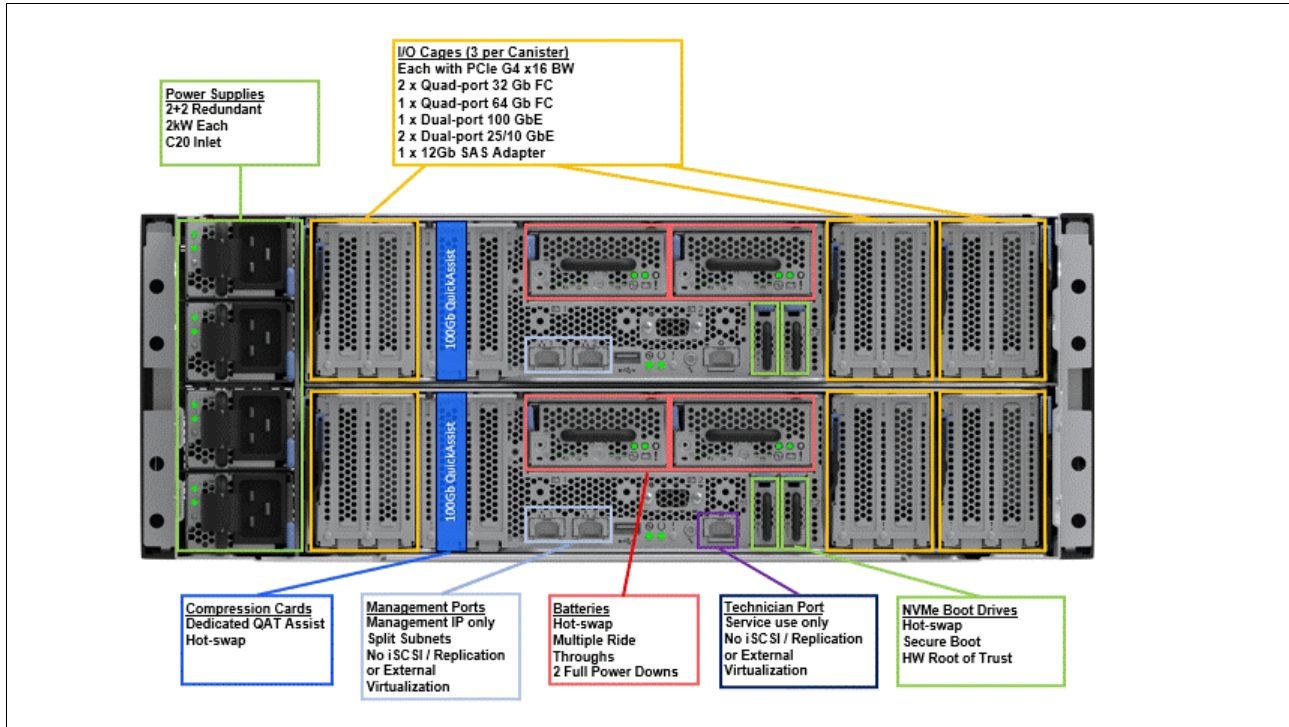 I/O Cages (3 per Canister)
Each with PCIe G4 x16 BW
2 x Quad-port 32 Gb FC
1 x Quad-port 64 Gb FC
1 x Dual-port 100 GbE
2 x Dual-port 25/10 GbE
1 x 12Gb SAS Adapter
Power Supplies
2+2 Redundant
2kW Each
C20 Inlet
100Gb QuickAssist
100Gb QuickAssist
Compression Cards
Dedicated QAT Assist
Hot-swap
Management Ports
Management IP only
Split Subnets
No iSCSI / Replication
or External
Virtualization
Batteries
Hot-swap
Multiple Ride
Throughs
2 Full Power Downs
Technician Port
Service use only
No iSCSI / Replication
or External
Virtualization
NVMe Boot Drives
Hot-swap
Secure Boot
HW Root of Trust